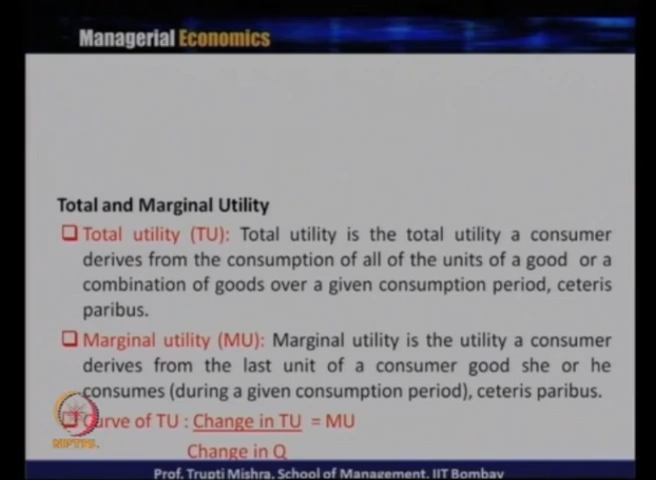 Managerial Economics
Total and Marginal Utility
Total utility (TU): Total utility is the total utility a consumer
derives from the consumption of all of the units of a good or a
combination of goods over a given consumption period, ceteris
paribus.
Marginal utility (MU): Marginal utility is the utility a consumer
derives from the last unit of a consumer good she or he
consumes (during a given consumption period), ceteris paribus.
Curve of TU : Change in TU = MU
Change in Q
NPTEL
Prof. Trupti Mishra, School of Management, IIT Bombay